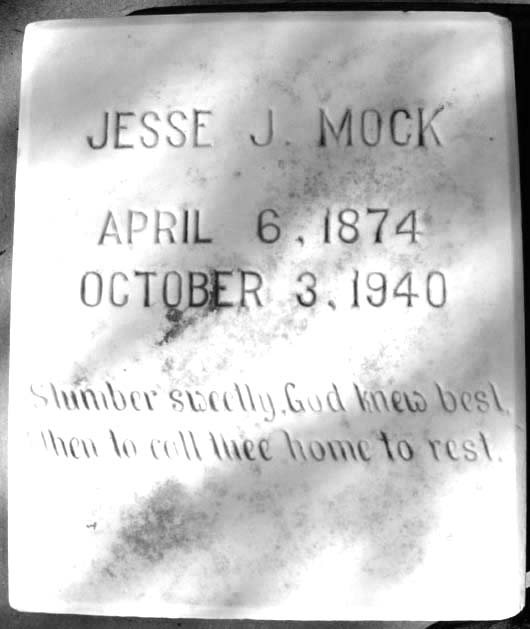 JESSE J. MOCK
APRIL 6, 1874
OCTOBER 3, 1940
Slumber sweetly, God knew best,
When to call thee home to rest.